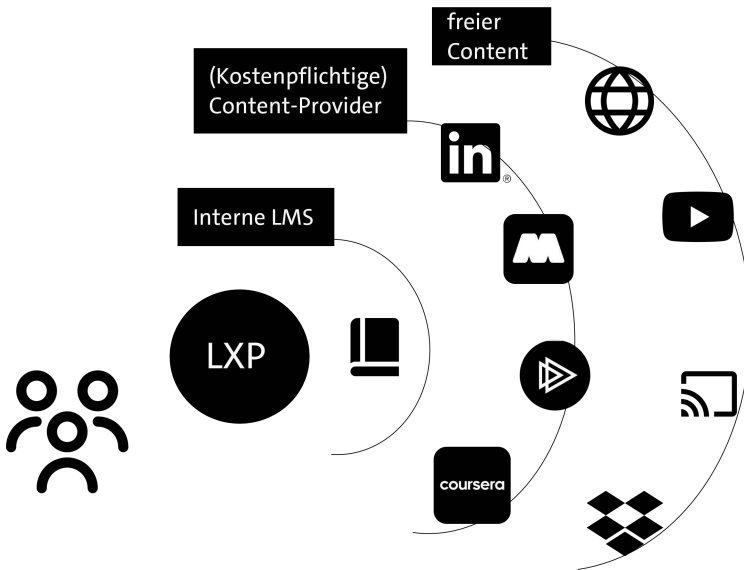 freier
Content
(Kostenpflichtige)
Content-Provider
in
®
Interne LMS
LXP
coursera